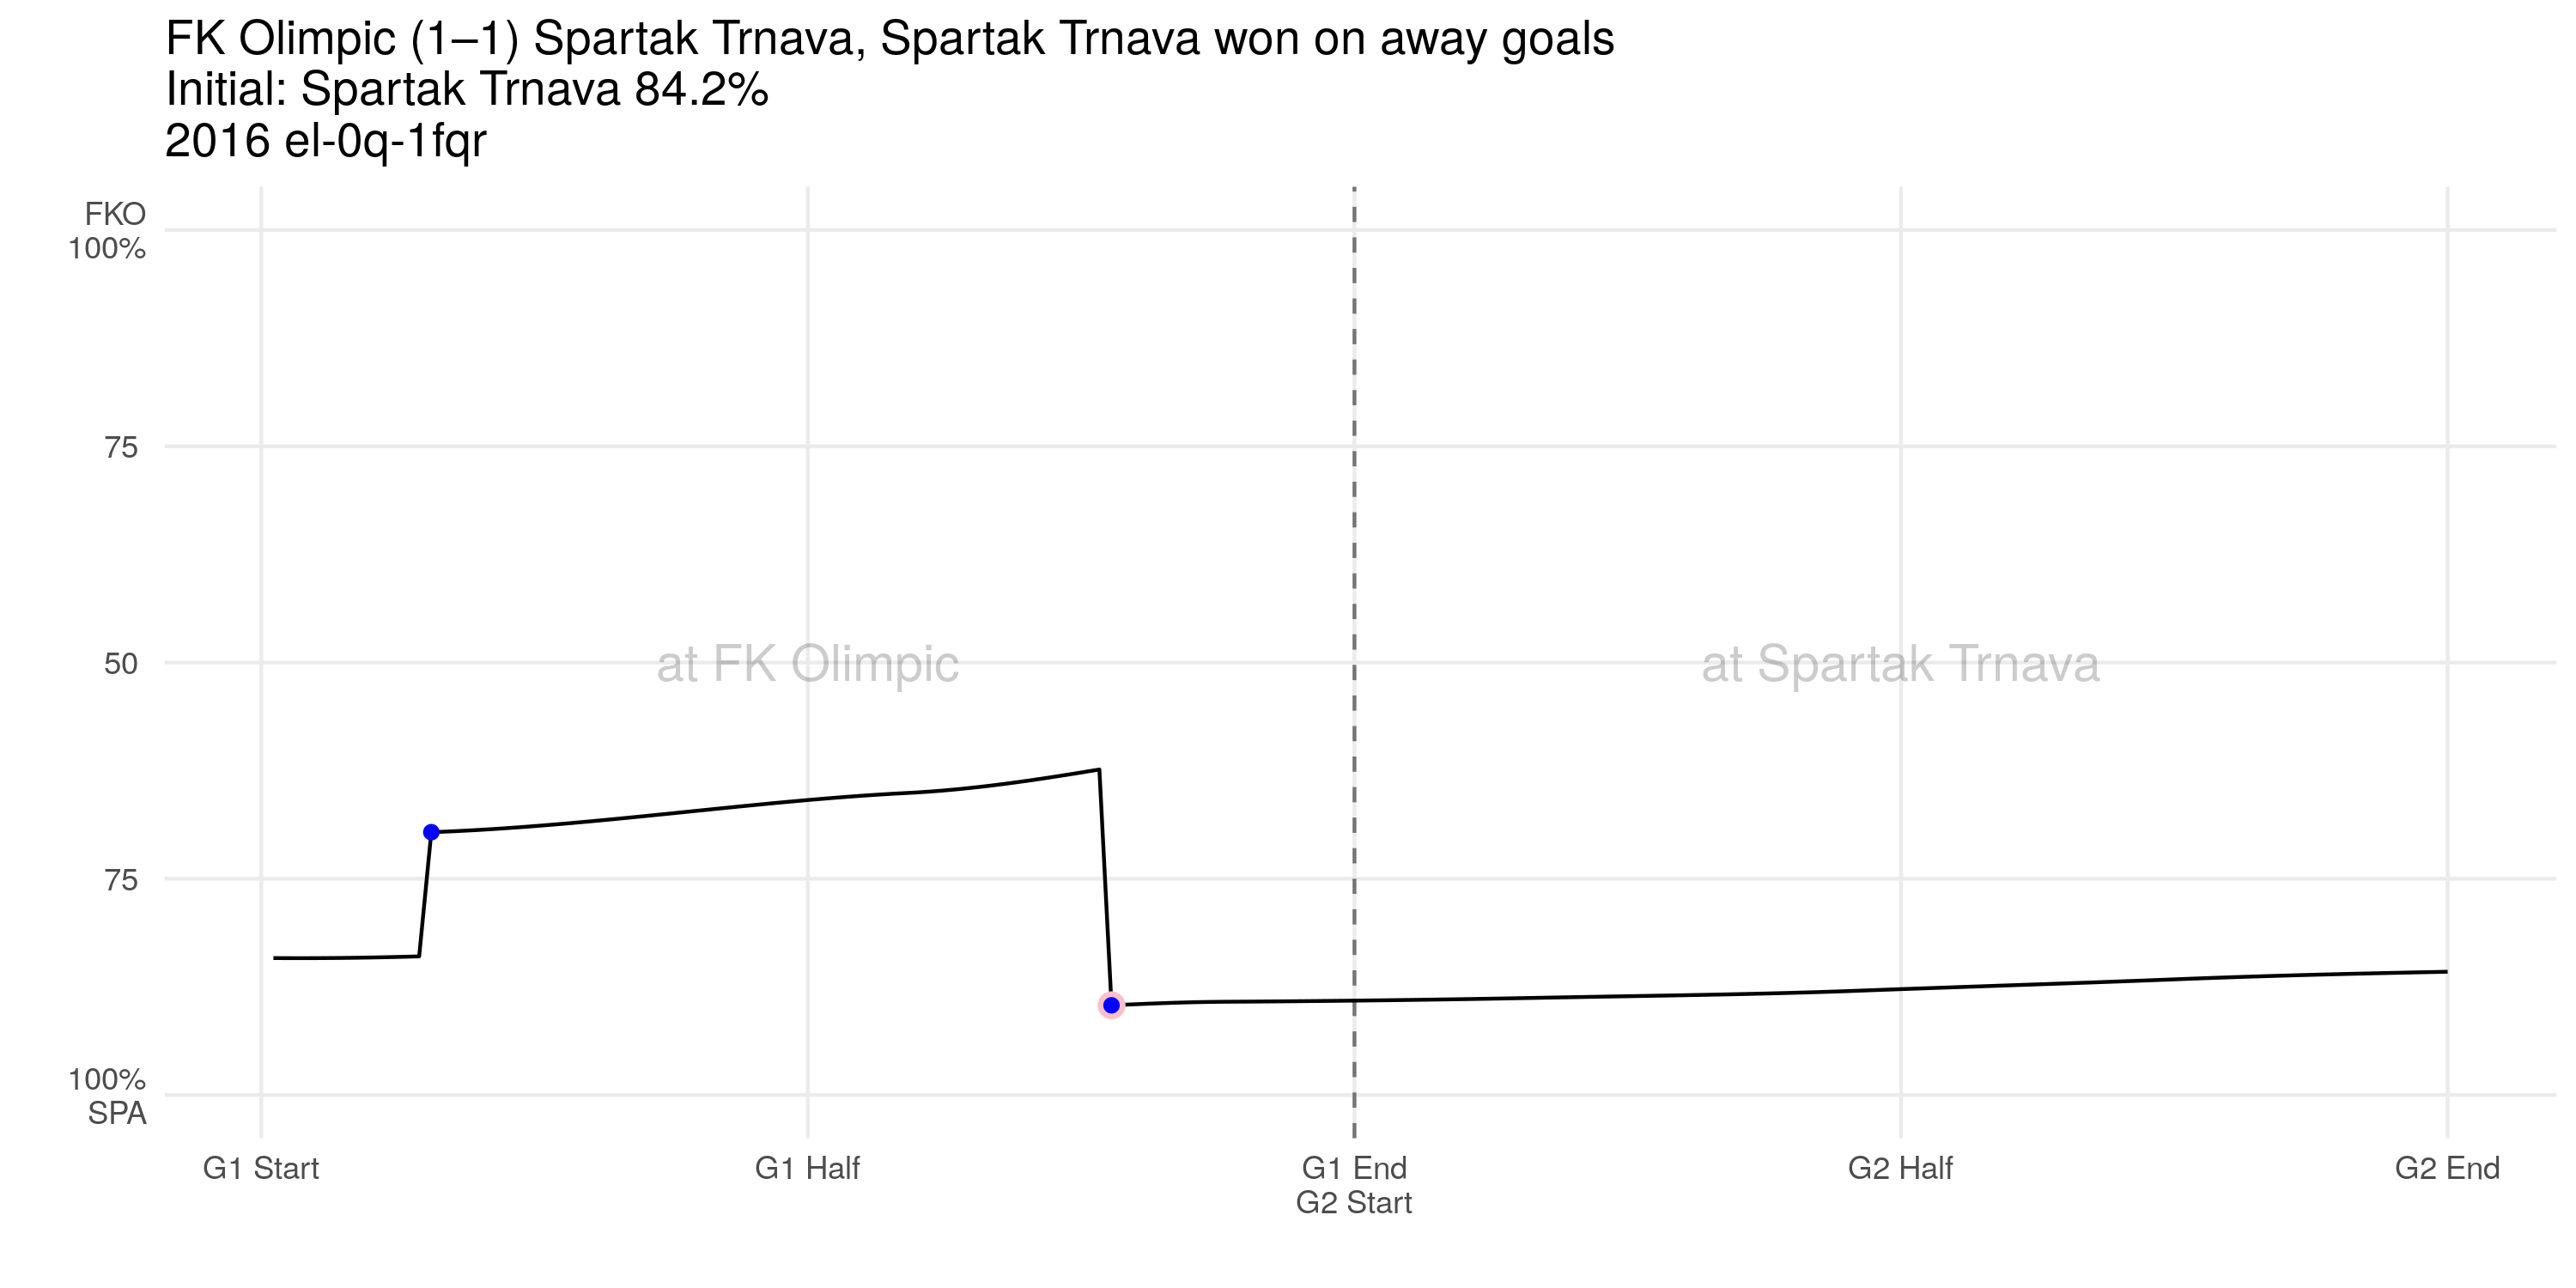 FK Olimpic (1–1) Spartak Trnava, Spartak Trnava won on away goals
Initial: Spartak Trnava 84.2%
2016 el-0q-1fqr
FKO
100%
75
50
75
100%
SPA
at FK Olimpic
at Spartak Trnava
G1 Start
G1 Half
G1 End
G2 Start
G2 Half
G2 End